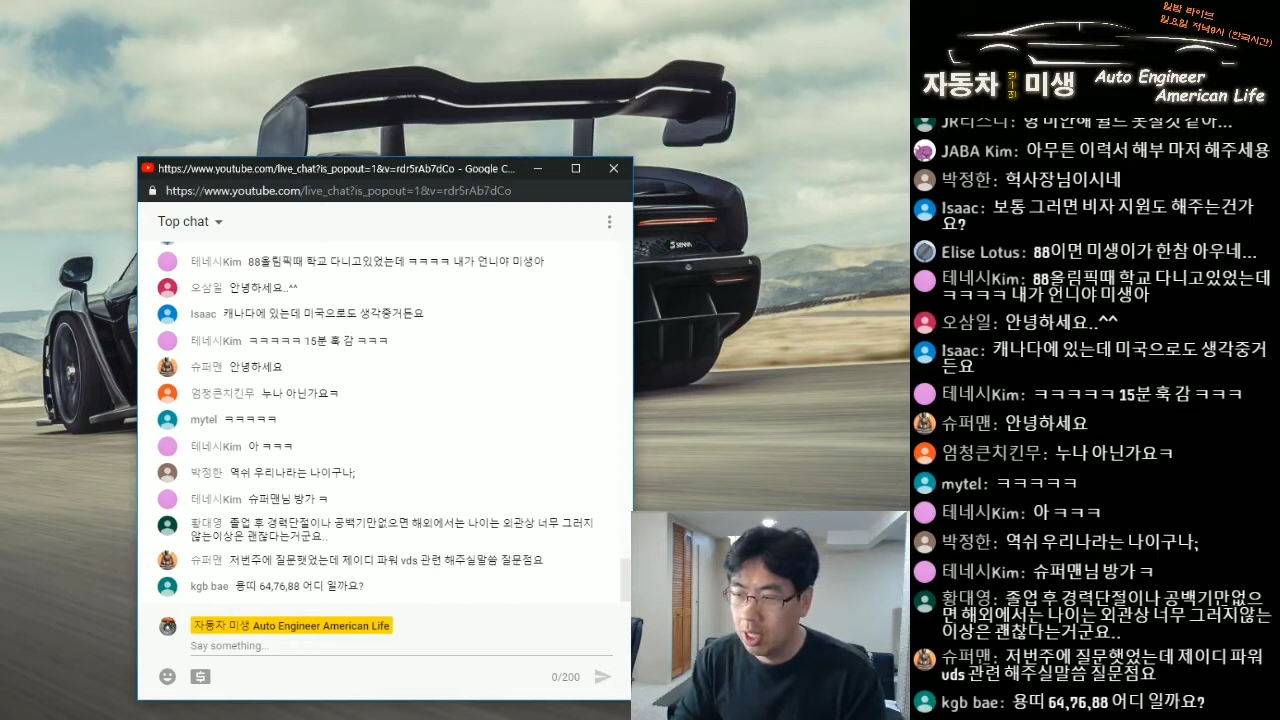 https://www.youtube.com/live_chat?is_popout=1&v=rdr5rAb7dCo - Google C...
https://www.youtube.com/live_chat?is_popout=1&v=rdr5rAb7dCo
Top chat
테네시Kim 88올림픽때 학교 다니고있었는데 ㅋㅋㅋㅋ 내가 언니야 미생아
오삼일 안녕하세요..^^
Isaac 캐나다에 있는데 미국으로도 생각중거든요
테네시Kim ㅋㅋㅋㅋㅋ 15분 훅 감 ㅋㅋㅋ
슈퍼맨 안녕하세요
엄청큰치킨무 누나 아닌가요ㅋ
mytel ㅋㅋㅋㅋㅋ
테네시Kim 아 ㅋㅋㅋ
박정한 역쉬 우리나라는 나이구나;
테네시Kim 슈퍼맨님 방가 ㅋ
황대영 졸업 후 경력단절이나 공백기만없으면 해외에서는 나이는 외관상 너무 그러지
않는이상은 괜찮다는거군요..
슈퍼맨 저번주에 질문햇었는데 제이디 파워 vds 관련 해주실말씀 질문점요
kgb bae 용띠 64,76,88 어디 일까요?
자동차 미생 Auto Engineer American Life
Say something...
0/200
SENNA
일방 라이브
일요일 저녁9시 (한국시간)
자동차 미생
Auto Engineer
American Life
JABA Kim: 아무튼 이력서 해부 마저 해주세용
박정한: 혁사장님이시네
Isaac: 보통 그러면 비자 지원도 해주는건가
요?
Elise Lotus: 88이면 미생이가 한참 아우네...
테네시Kim: 88올림픽때 학교 다니고있었는데
ㅋㅋㅋㅋ 내가 언니야 미생아
오삼일: 안녕하세요..^^
Isaac: 캐나다에 있는데 미국으로도 생각중거
든요
테네시Kim: ㅋㅋㅋㅋㅋ 15분 훅 감 ㅋㅋㅋ
슈퍼맨: 안녕하세요
엄청큰치킨무: 누나 아닌가요ㅋ
mytel: ㅋㅋㅋㅋㅋ
테네시Kim: 아 ㅋㅋㅋ
박정한: 역쉬 우리나라는 나이구나;
테네시Kim: 슈퍼맨님 방가 ㅋ
황대영: 졸업 후 경력단절이나 공백기만없으
면 해외에서는 나이는 외관상 너무 그러지않는
이상은 괜찮다는거군요..
슈퍼맨: 저번주에 질문햇었는데 제이디 파워
vds 관련 해주실말씀 질문점요
kgb bae: 용띠 64,76,88 어디 일까요?